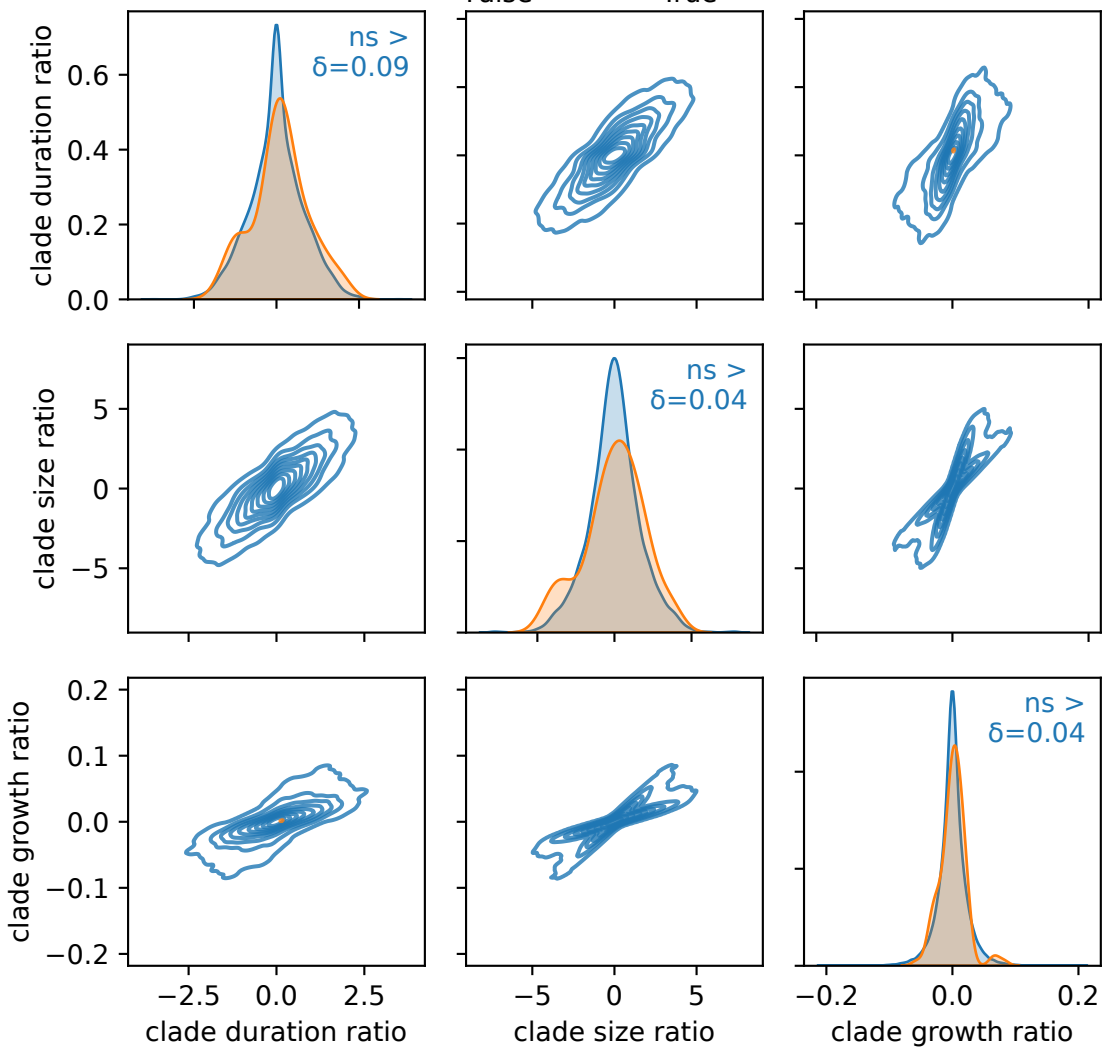 clade duration ratio
0.6
0.4
0.2
0.0
ns >
δ=0.09
clade size ratio
5
0
−5
ns >
δ=0.04
clade growth ratio
0.2
0.1
0.0
−0.1
−0.2
ns >
δ=0.04
−2.5 0.0 2.5
clade duration ratio
−5 0 5
clade size ratio
−0.2 0.0 0.2
clade growth ratio